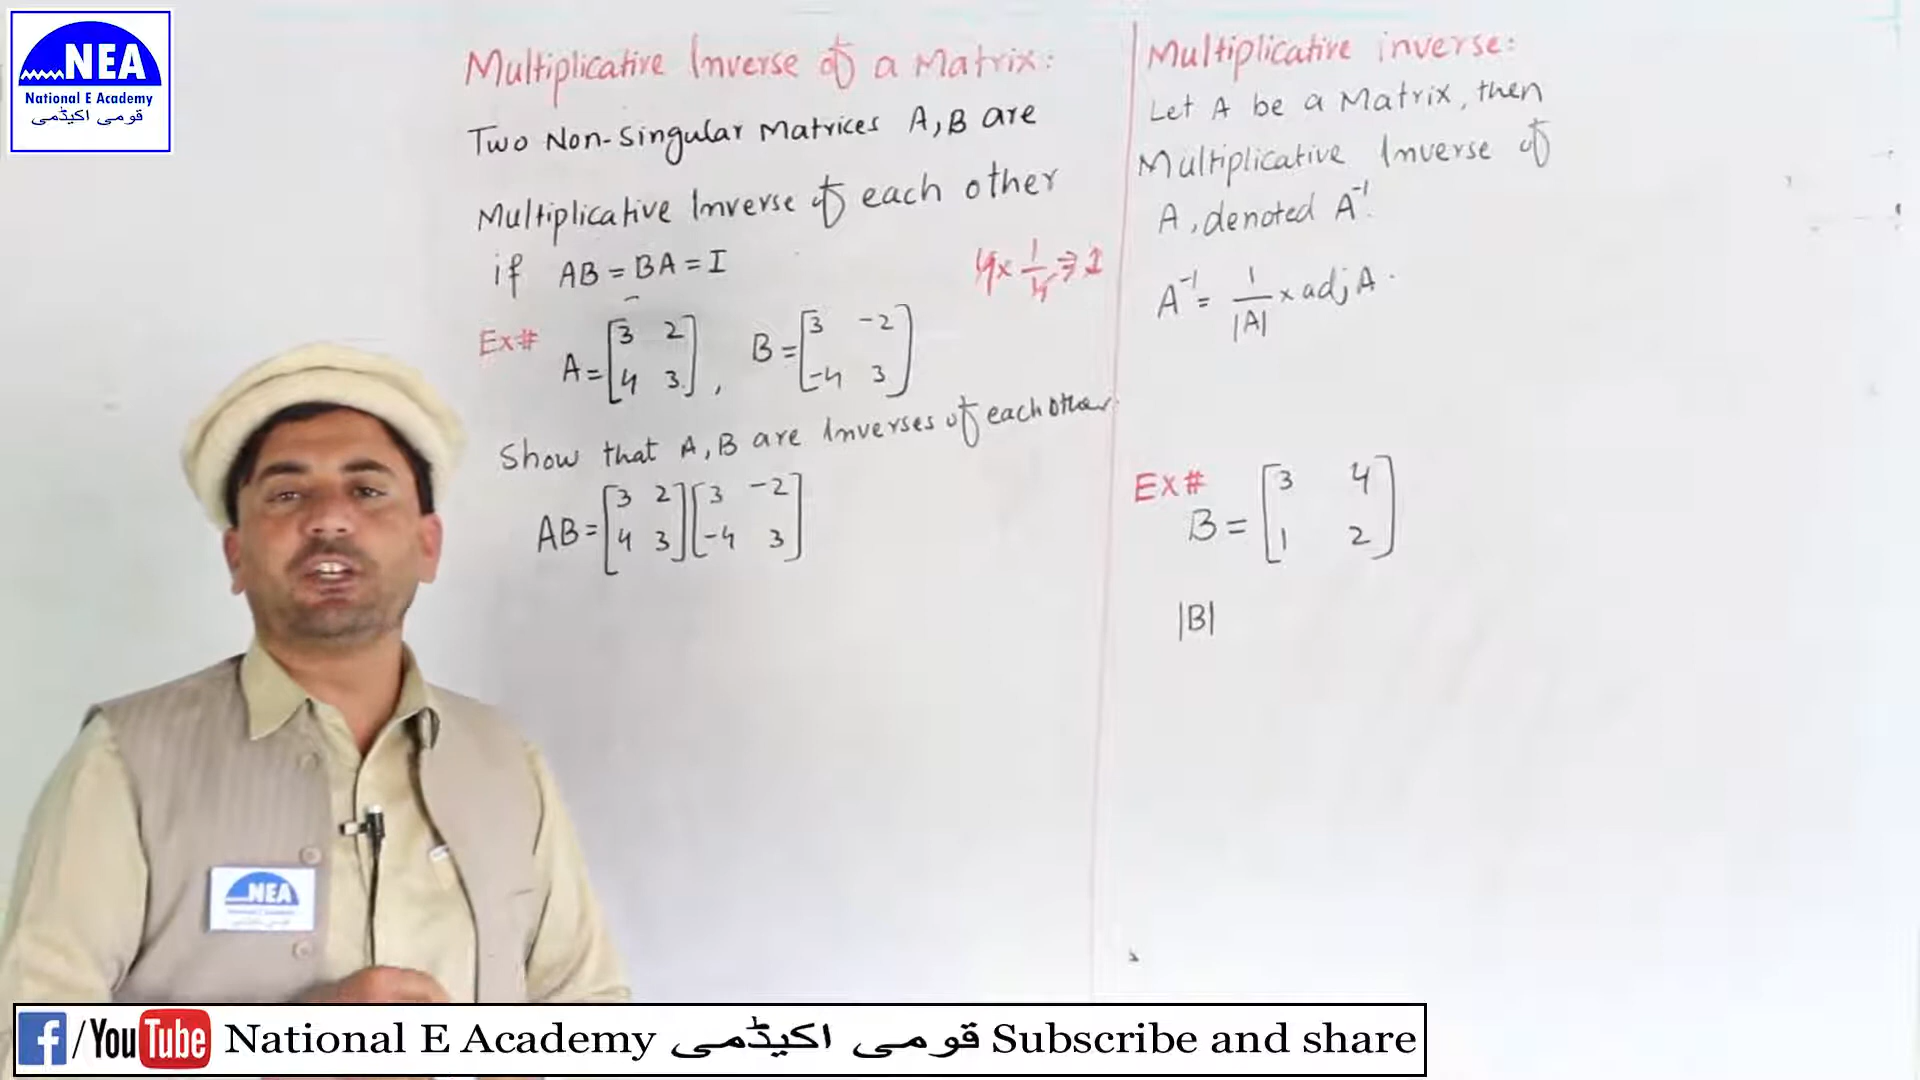 NEA
National E Academy
قومی اکیڈمی
Multiplicative Inverse of a Matrix:
Two Non-Singular Matrices A, B are
Multiplicative Inverse of each other
if AB = BA = I
4 x 1/4 ⇒ 1
Ex# A = [3 2
4 3], B = [3 -2
-4 3]
Show that A, B are Inverses of each other.
AB = [3 2
4 3] [3 -2
-4 3]
Multiplicative inverse:
Let A be a Matrix, then
Multiplicative Inverse of
A, denoted A⁻¹.
A⁻¹ = 1/|A| x adj A.
Ex#
B = [3 4
1 2]
|B|
NEA
f/YouTube National E Academy قومی اکیڈمی Subscribe and share